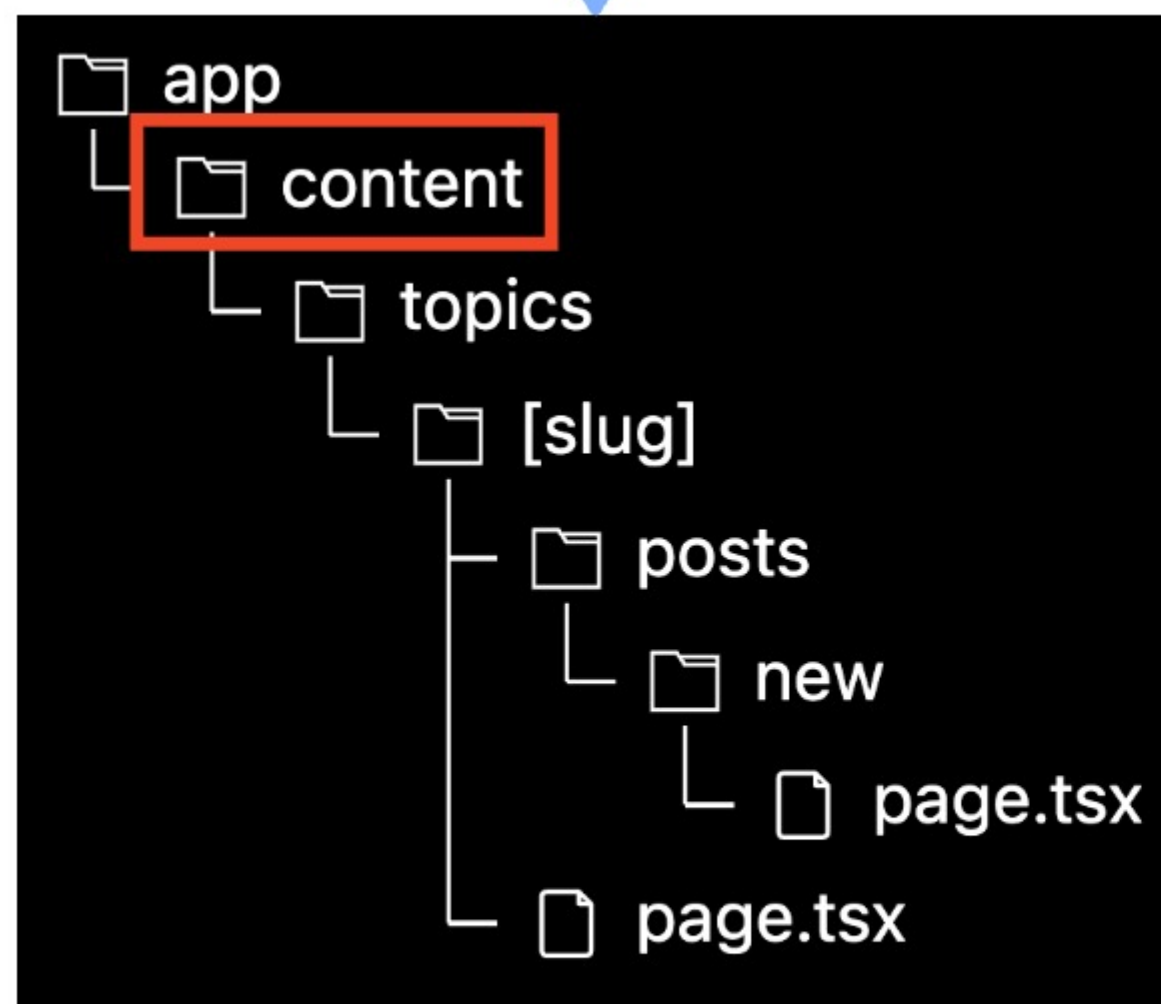 app
content
topics
[slug]
posts
new
page.tsx
page.tsx